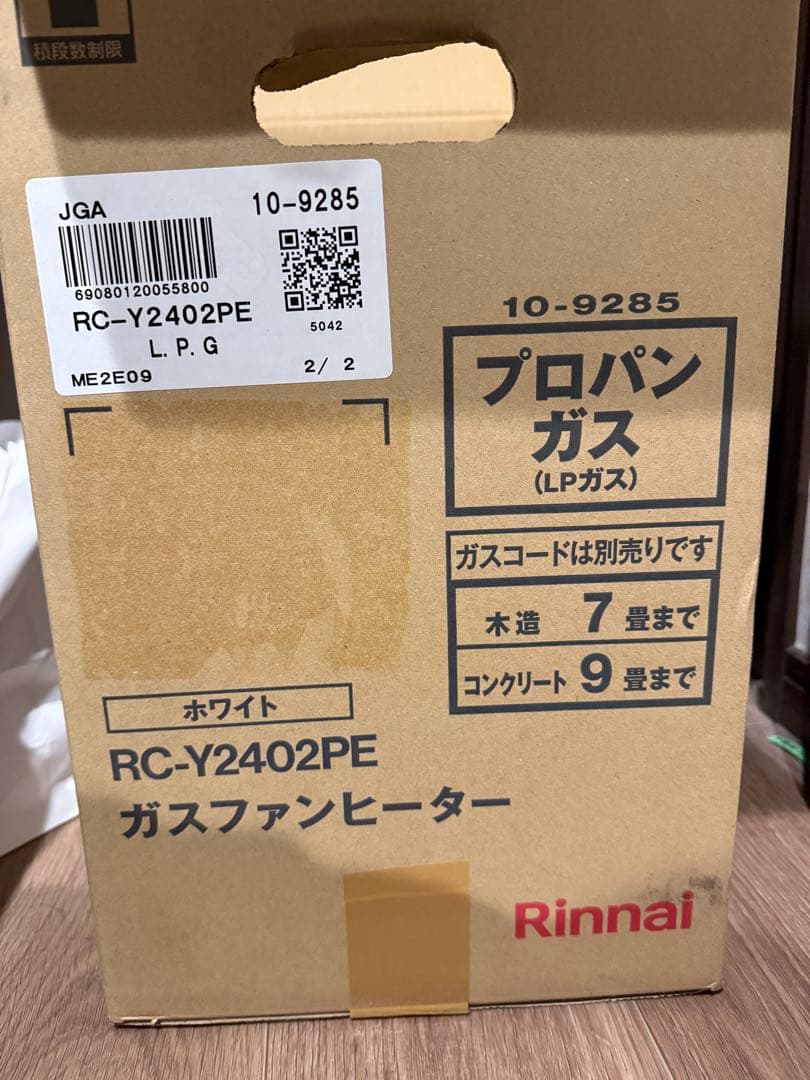 積段数制限
JGA 10-9285
69080120055800
RC-Y2402PE
5042
L.P.G
ME2E09 2/ 2
10-9285
プロパン
ガス
(LPガス)
ガスコードは別売りです
木造 7 畳まで
コンクリート 9 畳まで
ホワイト
RC-Y2402PE
ガスファンヒーター
Rinnai